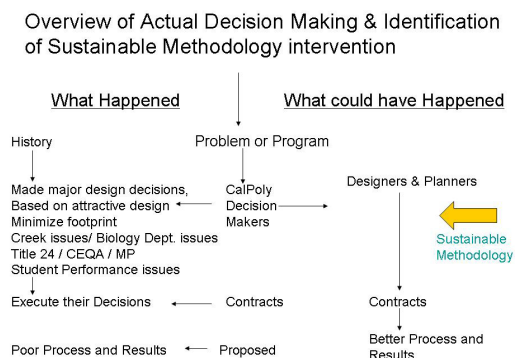 Overview of Actual Decision Making & Identification
of Sustainable Methodology intervention
What Happened
What could have Happened
History
Problem or Program
Made major design decisions,
Based on attractive design
Minimize footprint
Creek issues/ Biology Dept. issues
Title 24 / CEQA / MP
Student Performance issues
CalPoly
Decision
Makers
Designers & Planners
Sustainable
Methodology
Execute their Decisions
Contracts
Contracts
Poor Process and Results
Proposed
Better Process and
Results